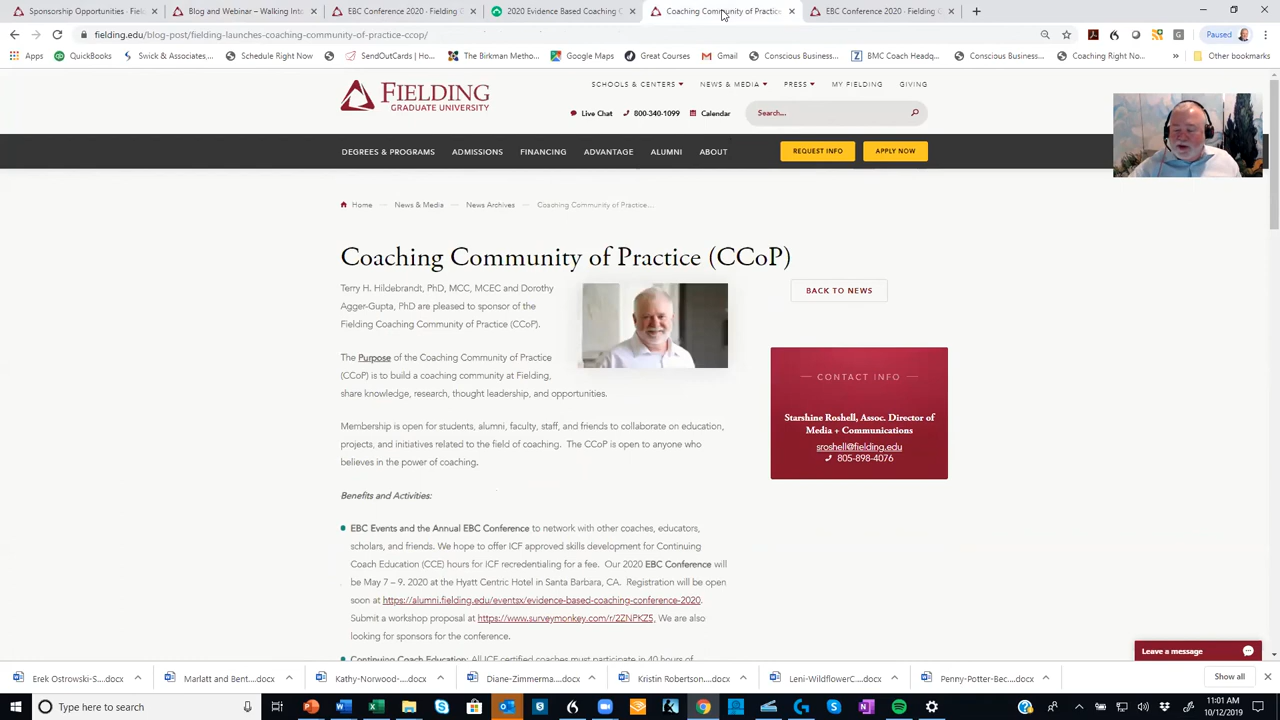 Sponsorship Opportunities - Fiel
Blog and Webinar – Walking Into
EBC Conference 2020 - Fielding G
2020 Evidence Based Coaching C
Coaching Community of Practice
EBC Conference 2020 - Fielding G
fielding.edu/blog-post/fielding-launches-coaching-community-of-practice-ccop/
Paused
Apps
QuickBooks
Swick & Associates,...
Schedule Right Now
SendOutCards | Ho...
The Birkman Metho...
Google Maps
Great Courses
Gmail
Conscious Business...
BMC Coach Headq...
Conscious Business...
Coaching Right No...
»
Other bookmarks
FIELDING
GRADUATE UNIVERSITY
SCHOOLS & CENTERS
NEWS & MEDIA
PRESS
MY FIELDING
GIVING
Live Chat
800-340-1099
Calendar
Search...
DEGREES & PROGRAMS
ADMISSIONS
FINANCING
ADVANTAGE
ALUMNI
ABOUT
REQUEST INFO
APPLY NOW
Home — News & Media — News Archives — Coaching Community of Practice...
Coaching Community of Practice (CCoP)
Terry H. Hildebrandt, PhD, MCC, MCEC and Dorothy
Agger-Gupta, PhD are pleased to sponsor of the
Fielding Coaching Community of Practice (CCoP).
The Purpose of the Coaching Community of Practice
(CCoP) is to build a coaching community at Fielding,
share knowledge, research, thought leadership, and opportunities.
Membership is open for students, alumni, faculty, staff, and friends to collaborate on education,
projects, and initiatives related to the field of coaching. The CCoP is open to anyone who
believes in the power of coaching.
Benefits and Activities:
EBC Events and the Annual EBC Conference to network with other coaches, educators,
scholars, and friends. We hope to offer ICF approved skills development for Continuing
Coach Education (CCE) hours for ICF recredentialing for a fee. Our 2020 EBC Conference will
be May 7 – 9, 2020 at the Hyatt Centric Hotel in Santa Barbara, CA. Registration will be open
soon at https://alumni.fielding.edu/eventsx/evidence-based-coaching-conference-2020.
Submit a workshop proposal at https://www.surveymonkey.com/r/2ZNPKZ5. We are also
looking for sponsors for the conference.
Continuing Coach Education: All ICF certified coaches must participate in 40 hours of
BACK TO NEWS
CONTACT INFO
Starshine Roshell, Assoc. Director of
Media + Communications
sroshell@fielding.edu
805-898-4076
Leave a message
Erek Ostrowski-S....docx
Marlatt and Bent....docx
Kathy-Norwood-....docx
Diane-Zimmerma....docx
Kristin Robertson....docx
Leni-WildflowerC....docx
Penny-Potter-Bec....docx
Show all
Type here to search
11:01 AM
10/12/2019